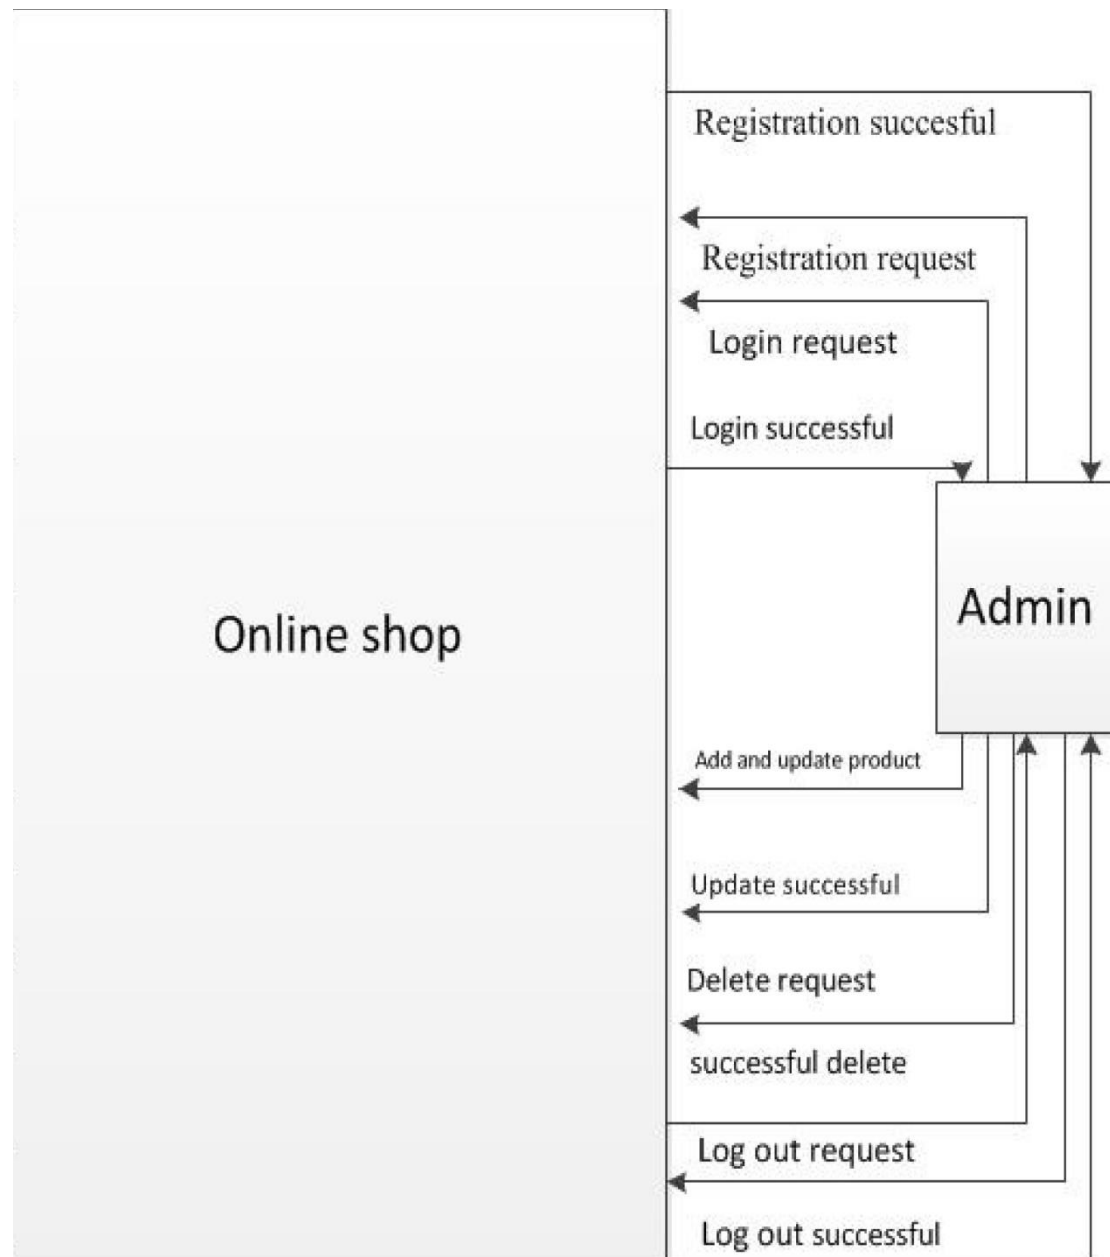 Registration succesful
Registration request
Login request
Login successful
Online shop
Admin
Add and update product
Update successful
Delete request
successful delete
Log out request
Log out successful